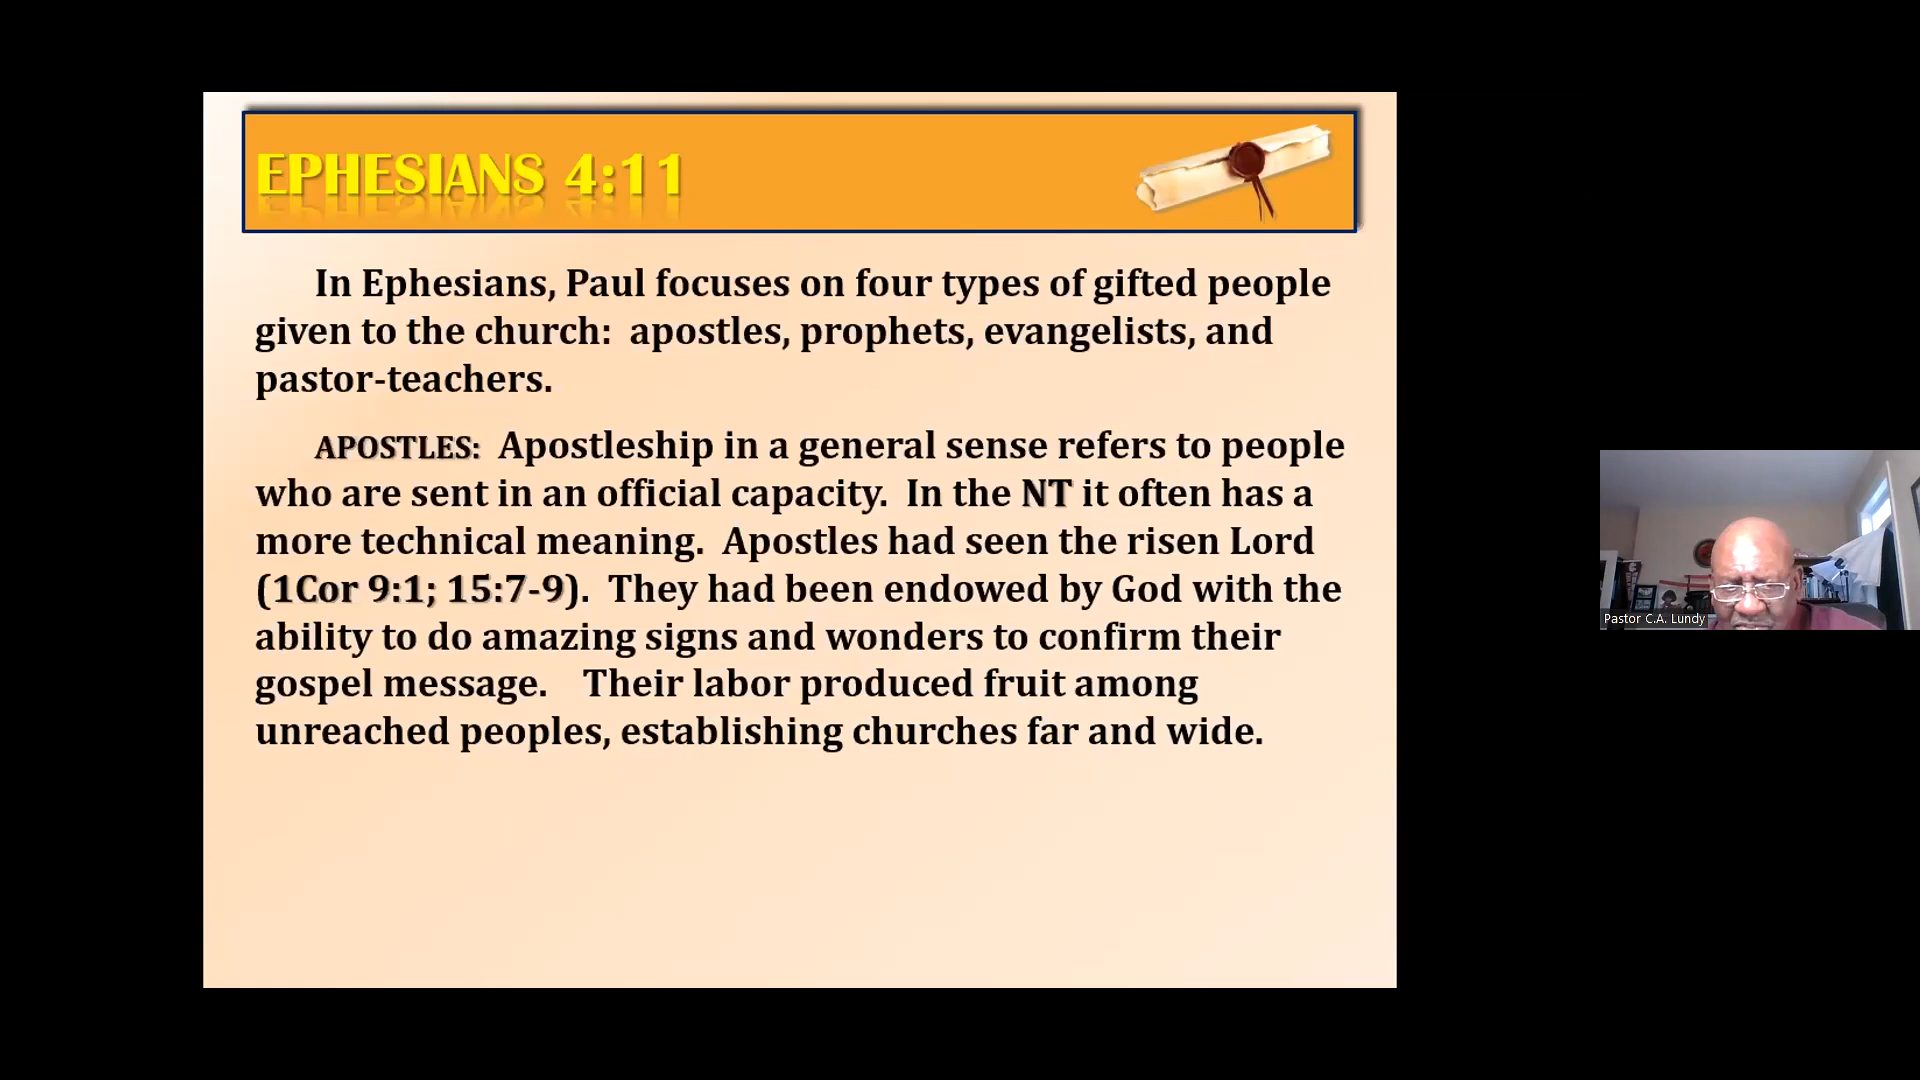 EPHESIANS 4:11
In Ephesians, Paul focuses on four types of gifted people
given to the church:  apostles, prophets, evangelists, and
pastor-teachers.
APOSTLES:  Apostleship in a general sense refers to people
who are sent in an official capacity.  In the NT it often has a
more technical meaning.  Apostles had seen the risen Lord
(1Cor 9:1; 15:7-9).  They had been endowed by God with the
ability to do amazing signs and wonders to confirm their
gospel message.    Their labor produced fruit among
unreached peoples, establishing churches far and wide.
Pastor C.A. Lundy